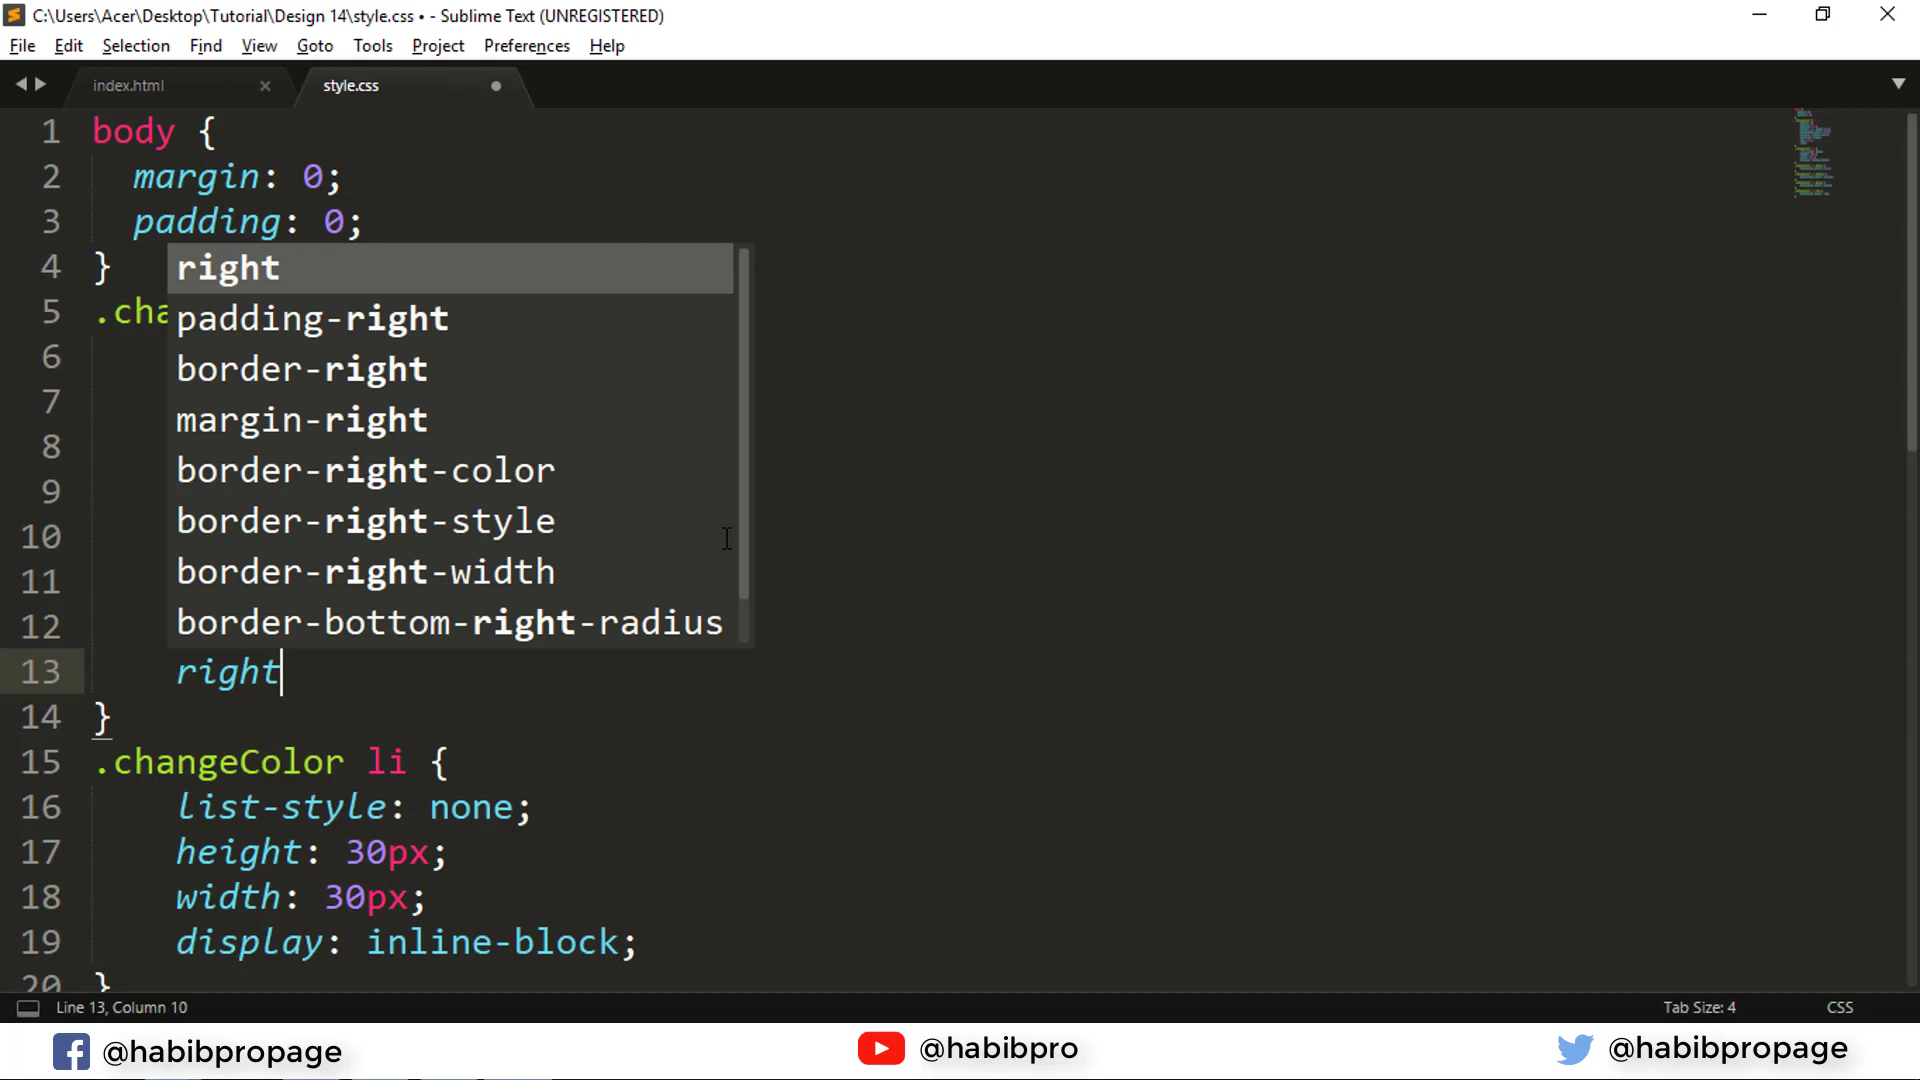 C:\Users\Acer\Desktop\Tutorial\Design 14\style.css • - Sublime Text (UNREGISTERED)
File Edit Selection Find View Goto Tools Project Preferences Help
index.html style.css
1 body {
2 margin: 0;
3 padding: 0;
4 }
right
5 .cha
padding-right
6
border-right
7
margin-right
8
border-right-color
9
border-right-style
10
border-right-width
11
border-bottom-right-radius
12
13 right
14 }
15 .changeColor li {
16 list-style: none;
17 height: 30px;
18 width: 30px;
19 display: inline-block;
20 }
Line 13, Column 10 Tab Size: 4 CSS
@habibpropage @habibpro @habibpropage